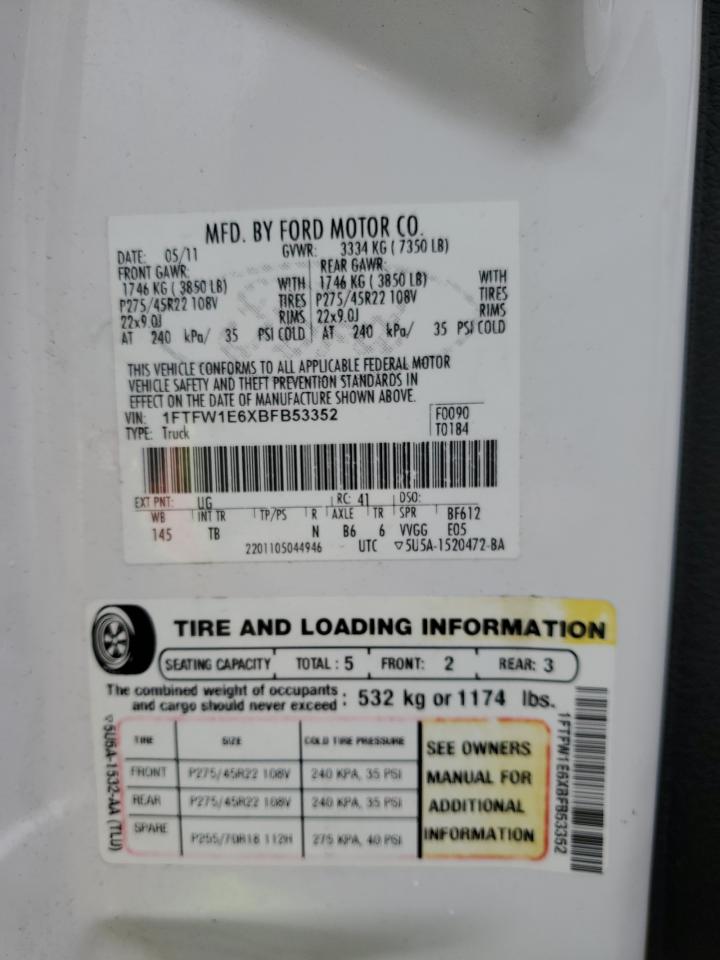 MFD. BY FORD MOTOR CO.
DATE: 05/11 GVWR: 3334 KG ( 7350 LB)
FRONT GAWR: REAR GAWR:
1746 KG ( 3850 LB) WITH 1746 KG ( 3850 LB) WITH
P275/45R22 108V TIRES P275/45R22 108V TIRES
22x9.0J RIMS 22x9.0J RIMS
AT 240 kPa/ 35 PSI COLD AT 240 kPa/ 35 PSI COLD
THIS VEHICLE CONFORMS TO ALL APPLICABLE FEDERAL MOTOR
VEHICLE SAFETY AND THEFT PREVENTION STANDARDS IN
EFFECT ON THE DATE OF MANUFACTURE SHOWN ABOVE.
VIN: 1FTFW1E6XBFB53352 F0090
TYPE: Truck T0184
EXT PNT: UG RC: 41 DSO:
WB INT TR TP/PS R AXLE TR SPR BF612
145 TB N B6 6 VVGG E05
2201105044946 UTC ▽5U5A-1520472-BA
TIRE AND LOADING INFORMATION
SEATING CAPACITY TOTAL : 5 FRONT: 2 REAR: 3
The combined weight of occupants
and cargo should never exceed : 532 kg or 1174 lbs.
TIRE SIZE COLD TIRE PRESSURE
FRONT P275/45R22 108V 240 KPA, 35 PSI
REAR P275/45R22 108V 240 KPA, 35 PSI
SPARE P255/70R18 112H 275 KPA, 40 PSI
SEE OWNERS
MANUAL FOR
ADDITIONAL
INFORMATION
▽5U5A-1532-AA (TLU)
1FTFW1E6XBFB53352